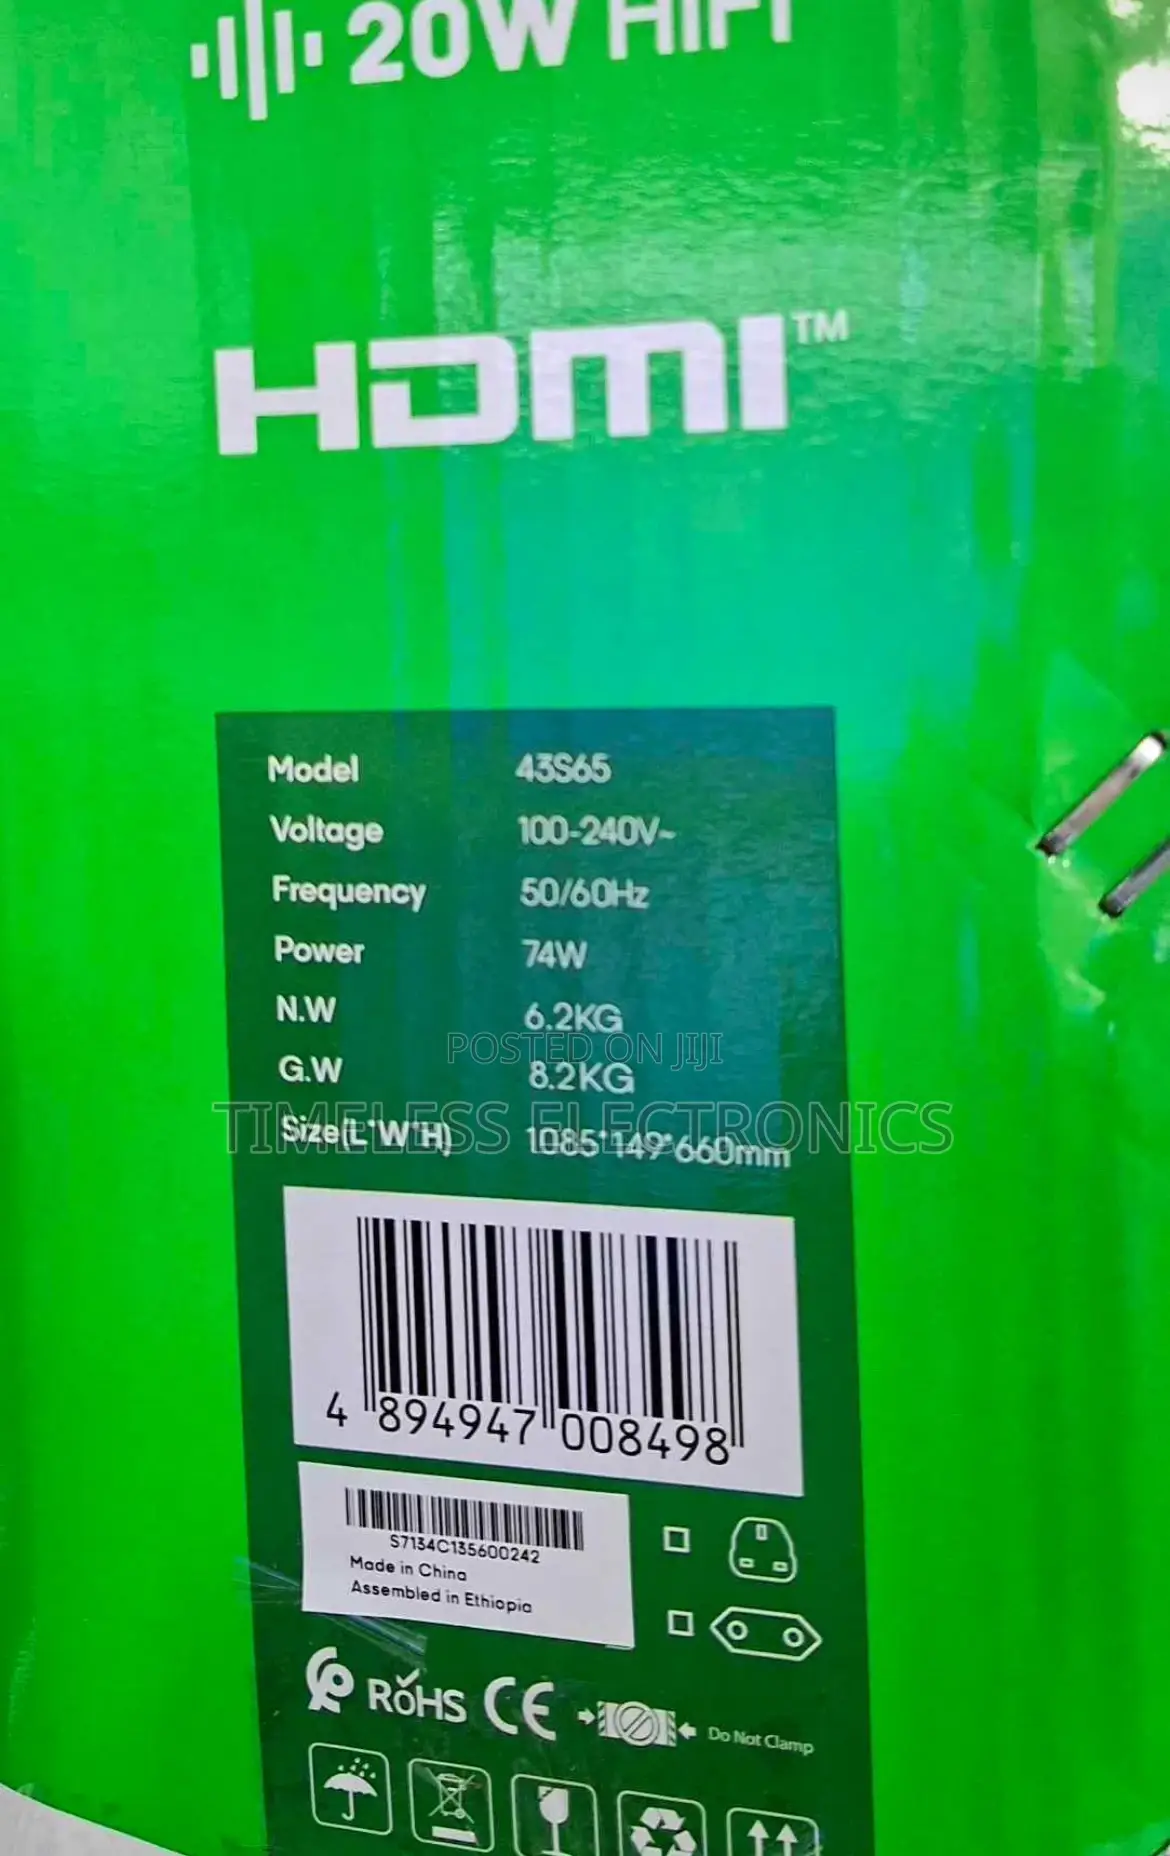 20W HiFi
HDMI™
Model 43S65
Voltage 100-240V~
Frequency 50/60Hz
Power 74W
N.W 6.2KG
POSTED ON JIJI
G.W 8.2KG
TIMELESS ELECTRONICS
Size(L*W*H) 1085*149*660mm
4 894947 008498
S7134C135600242
Made in China
Assembled in Ethiopia
RoHS CE Do Not Clamp